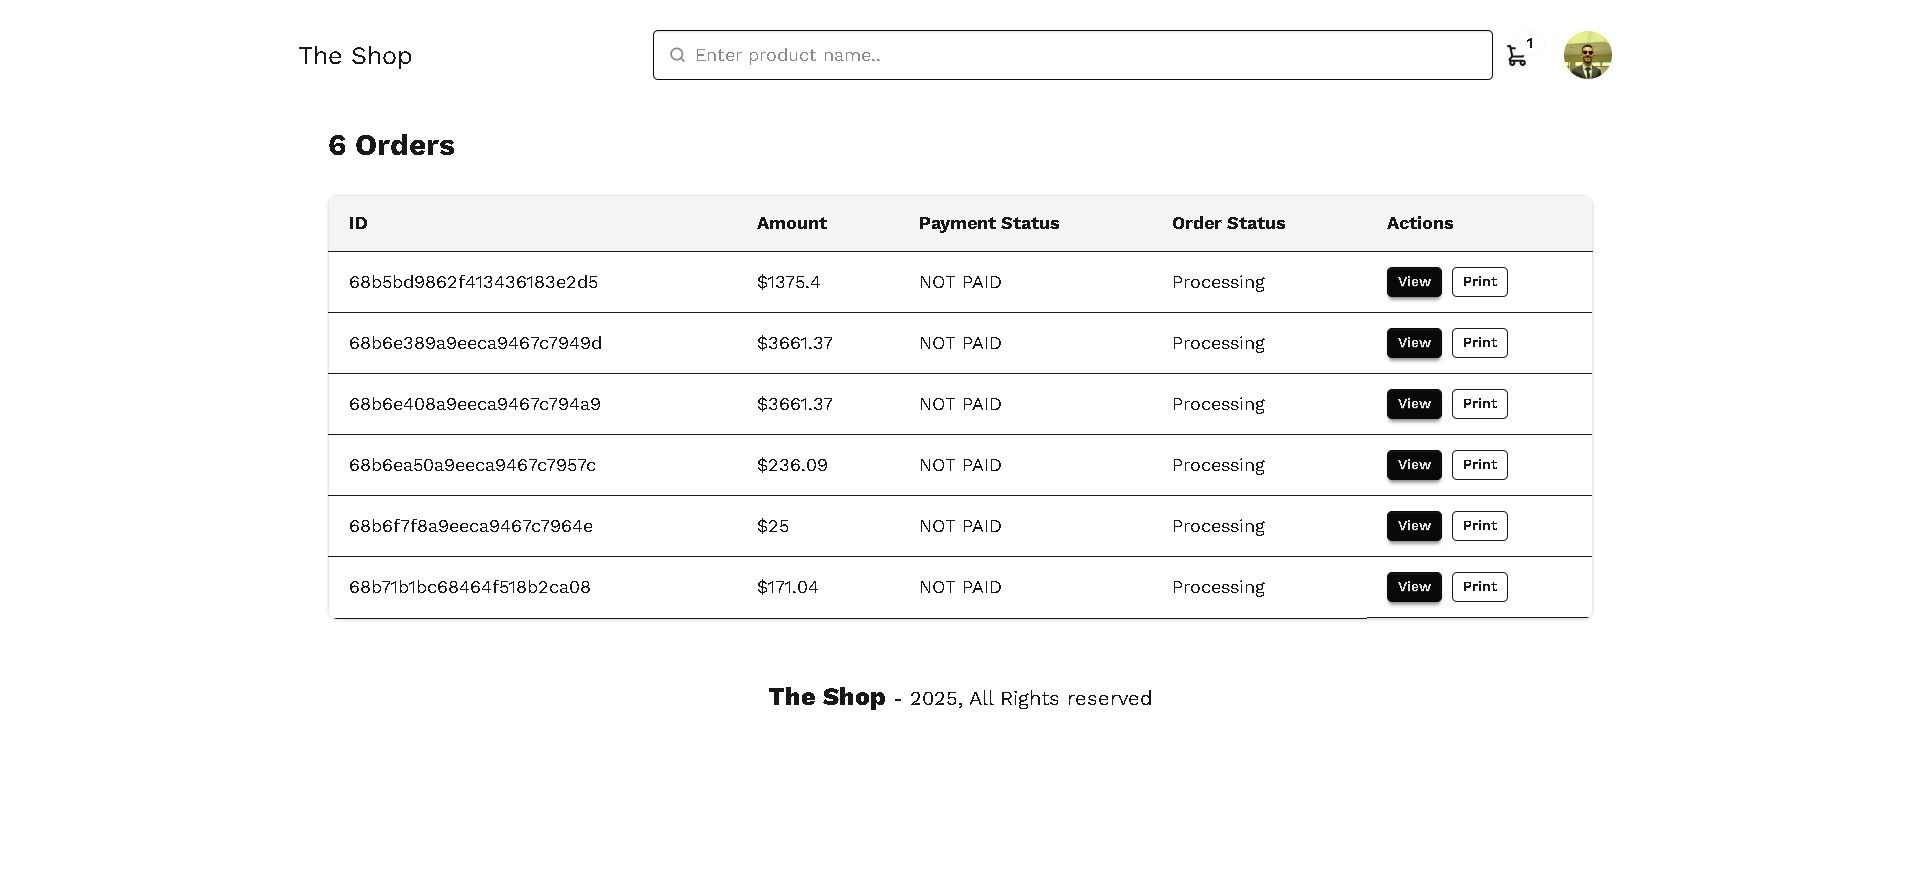 The Shop
Enter product name..
1
6 Orders
ID Amount Payment Status Order Status Actions
68b5bd9862f413436183e2d5 $1375.4 NOT PAID Processing View Print
68b6e389a9eeca9467c7949d $3661.37 NOT PAID Processing View Print
68b6e408a9eeca9467c794a9 $3661.37 NOT PAID Processing View Print
68b6ea50a9eeca9467c7957c $236.09 NOT PAID Processing View Print
68b6f7f8a9eeca9467c7964e $25 NOT PAID Processing View Print
68b71b1bc68464f518b2ca08 $171.04 NOT PAID Processing View Print
The Shop - 2025, All Rights reserved